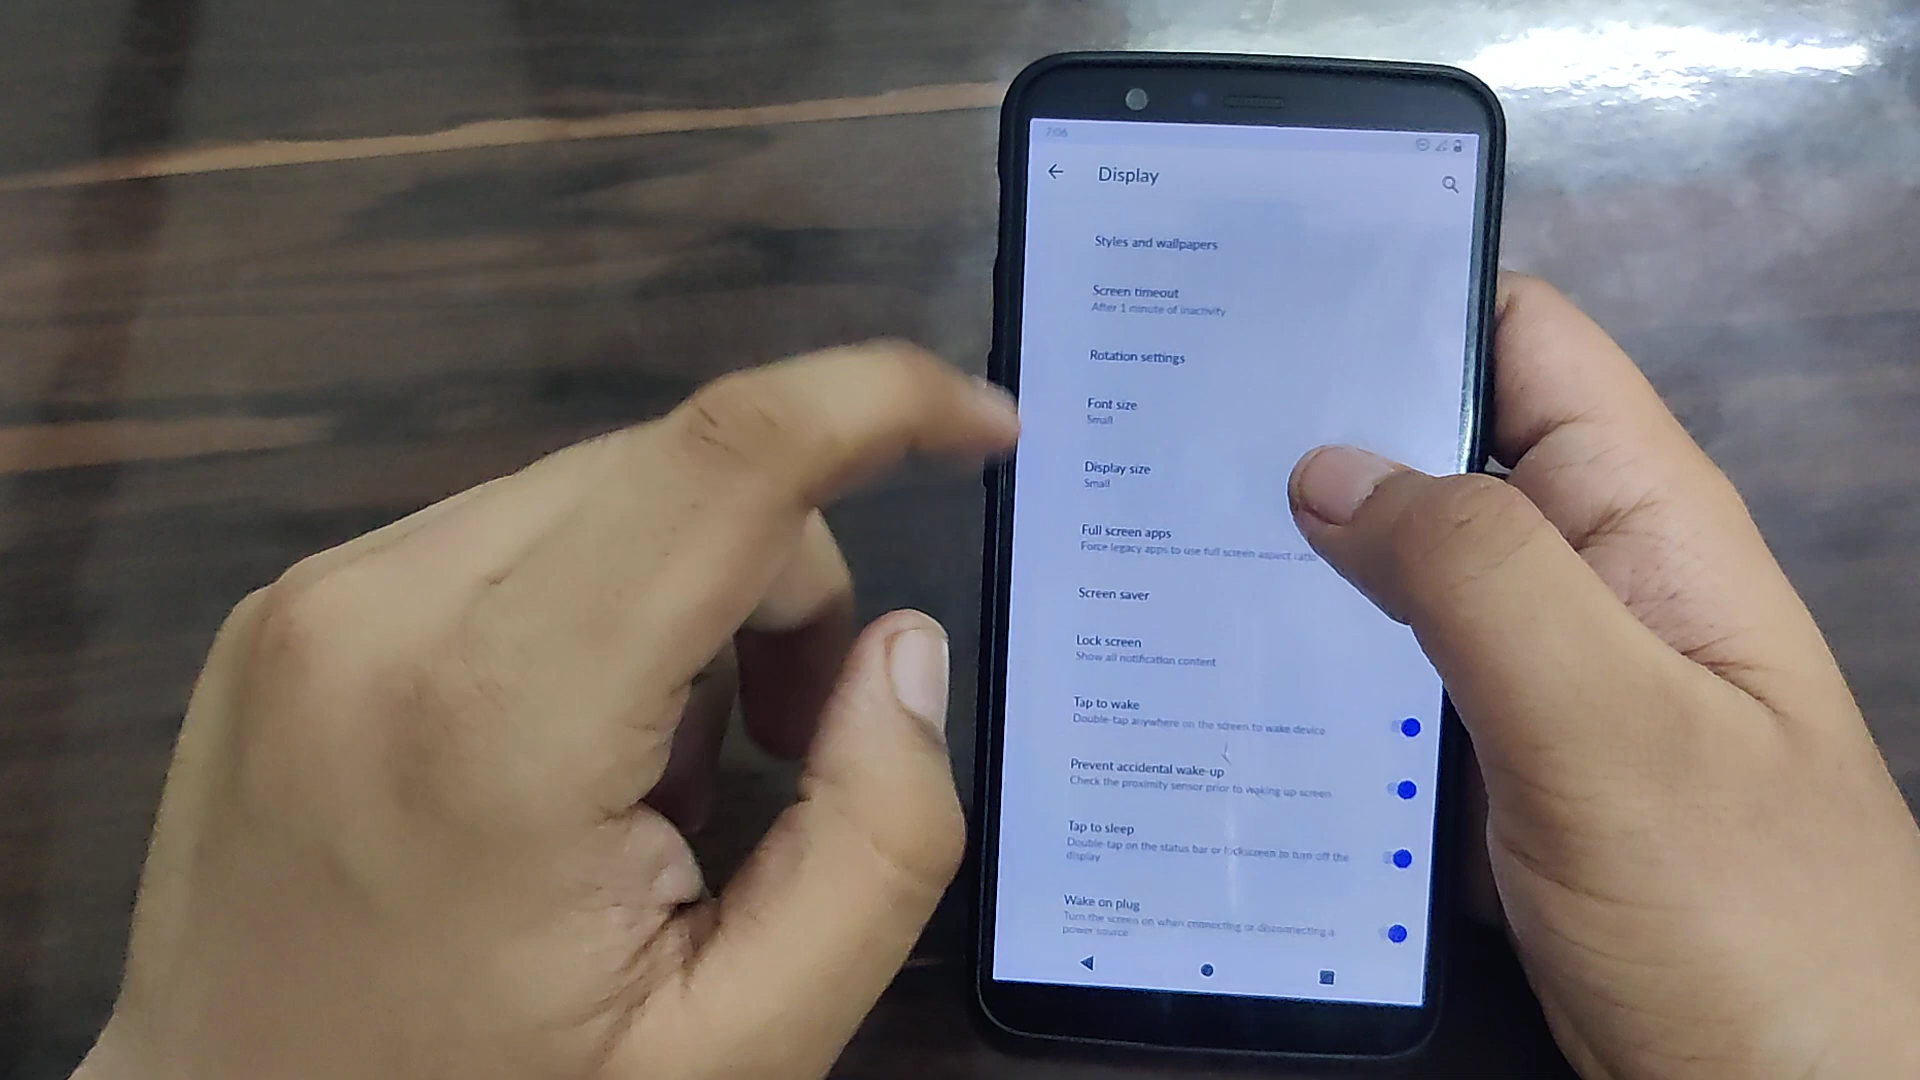 7:06
Display
Styles and wallpapers
Screen timeout
After 1 minute of inactivity
Rotation settings
Font size
Small
Display size
Small
Full screen apps
Force legacy apps to use full screen aspect ratio
Screen saver
Lock screen
Show all notification content
Tap to wake
Double-tap anywhere on the screen to wake device
Prevent accidental wake-up
Check the proximity sensor prior to waking up screen
Tap to sleep
Double-tap on the status bar or lockscreen to turn off the
display
Wake on plug
Turn the screen on when connecting or disconnecting a
power source